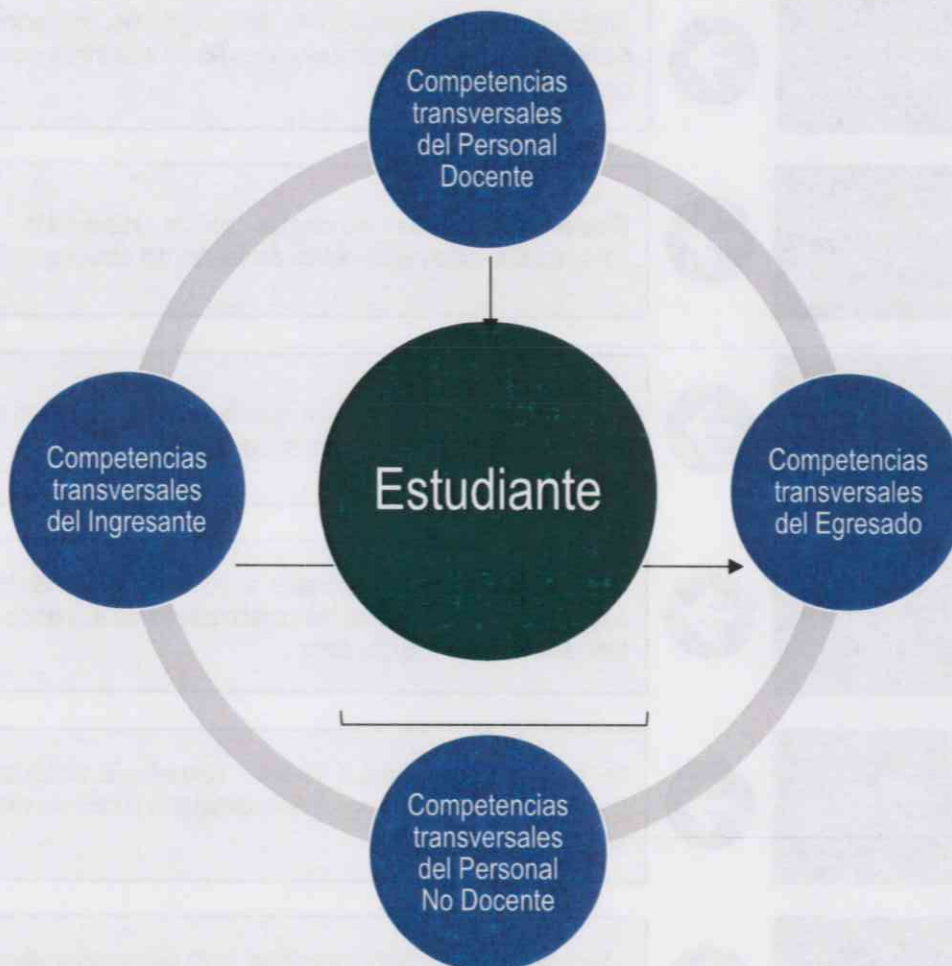 Competencias
transversales
del Personal
Docente
Competencias
transversales
del Ingresante
Estudiante
Competencias
transversales
del Egresado
Competencias
transversales
del Personal
No Docente